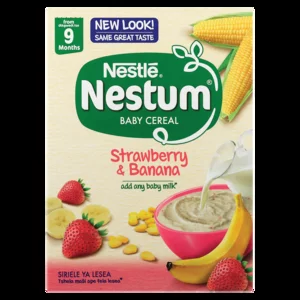 from
9
Months
NEW LOOK!
SAME GREAT TASTE
Nestlé
Nestum®
BABY CEREAL
Strawberry
& Banana
add any baby milk*
SIRIELE YA LESEA